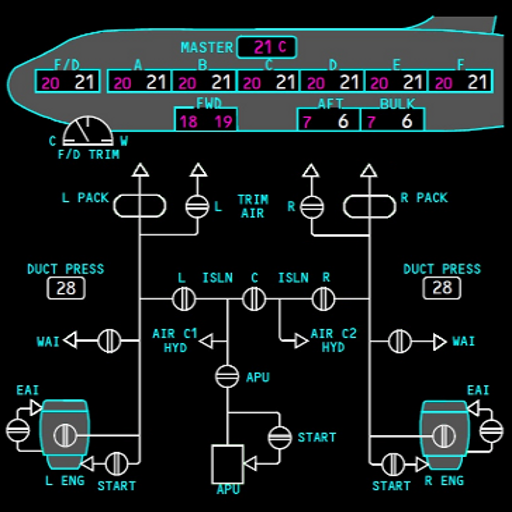 MASTER 21 C
F/D A B C D E F
20 21 20 21 20 21 20 21 20 21 20 21 20 21
FWD AFT BULK
18 19 7 6 7 6
C W
F/D TRIM
L PACK R PACK
L TRIM AIR R
DUCT PRESS DUCT PRESS
28 28
L ISLN C ISLN R
WAI AIR C1 HYD AIR C2 HYD WAI
APU
EAI EAI
START
L ENG START APU START R ENG